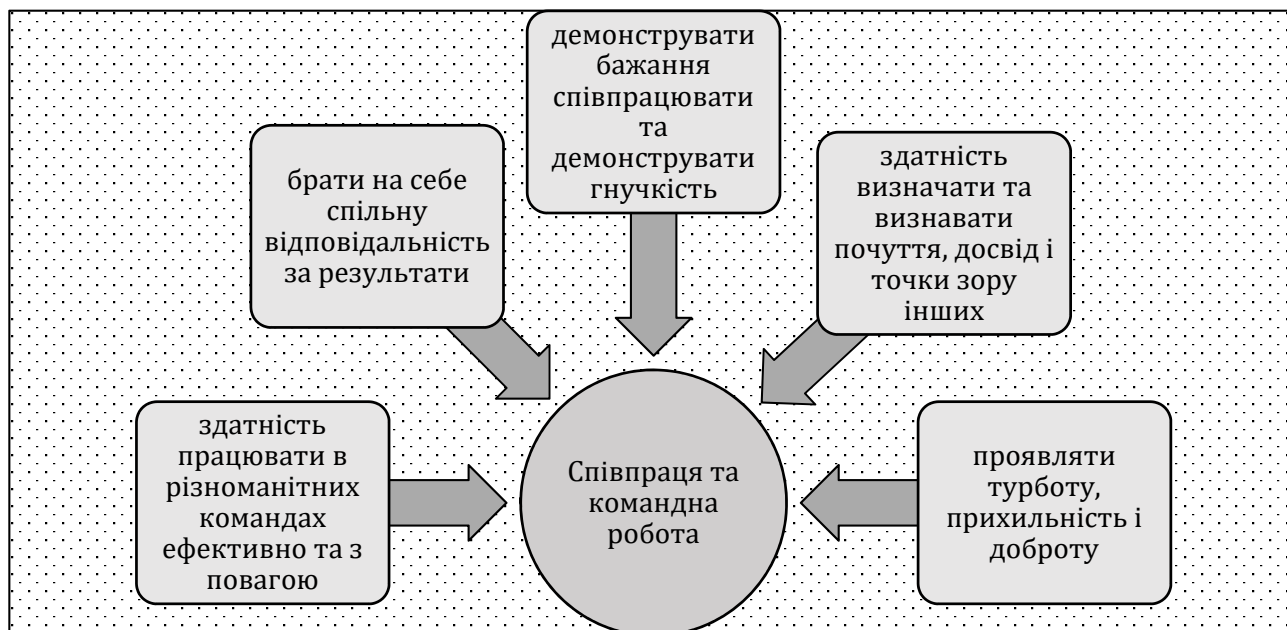 демонструвати
бажання
співпрацювати
та
демонструвати
гнучкість
брати на себе
спільну
відповідальність
за результати
здатність
визначати та
визнавати
почуття, досвід і
точки зору
інших
здатність
працювати в
різноманітних
командах
ефективно та з
повагою
Співпраця та
командна
робота
проявляти
турботу,
прихильність і
доброту